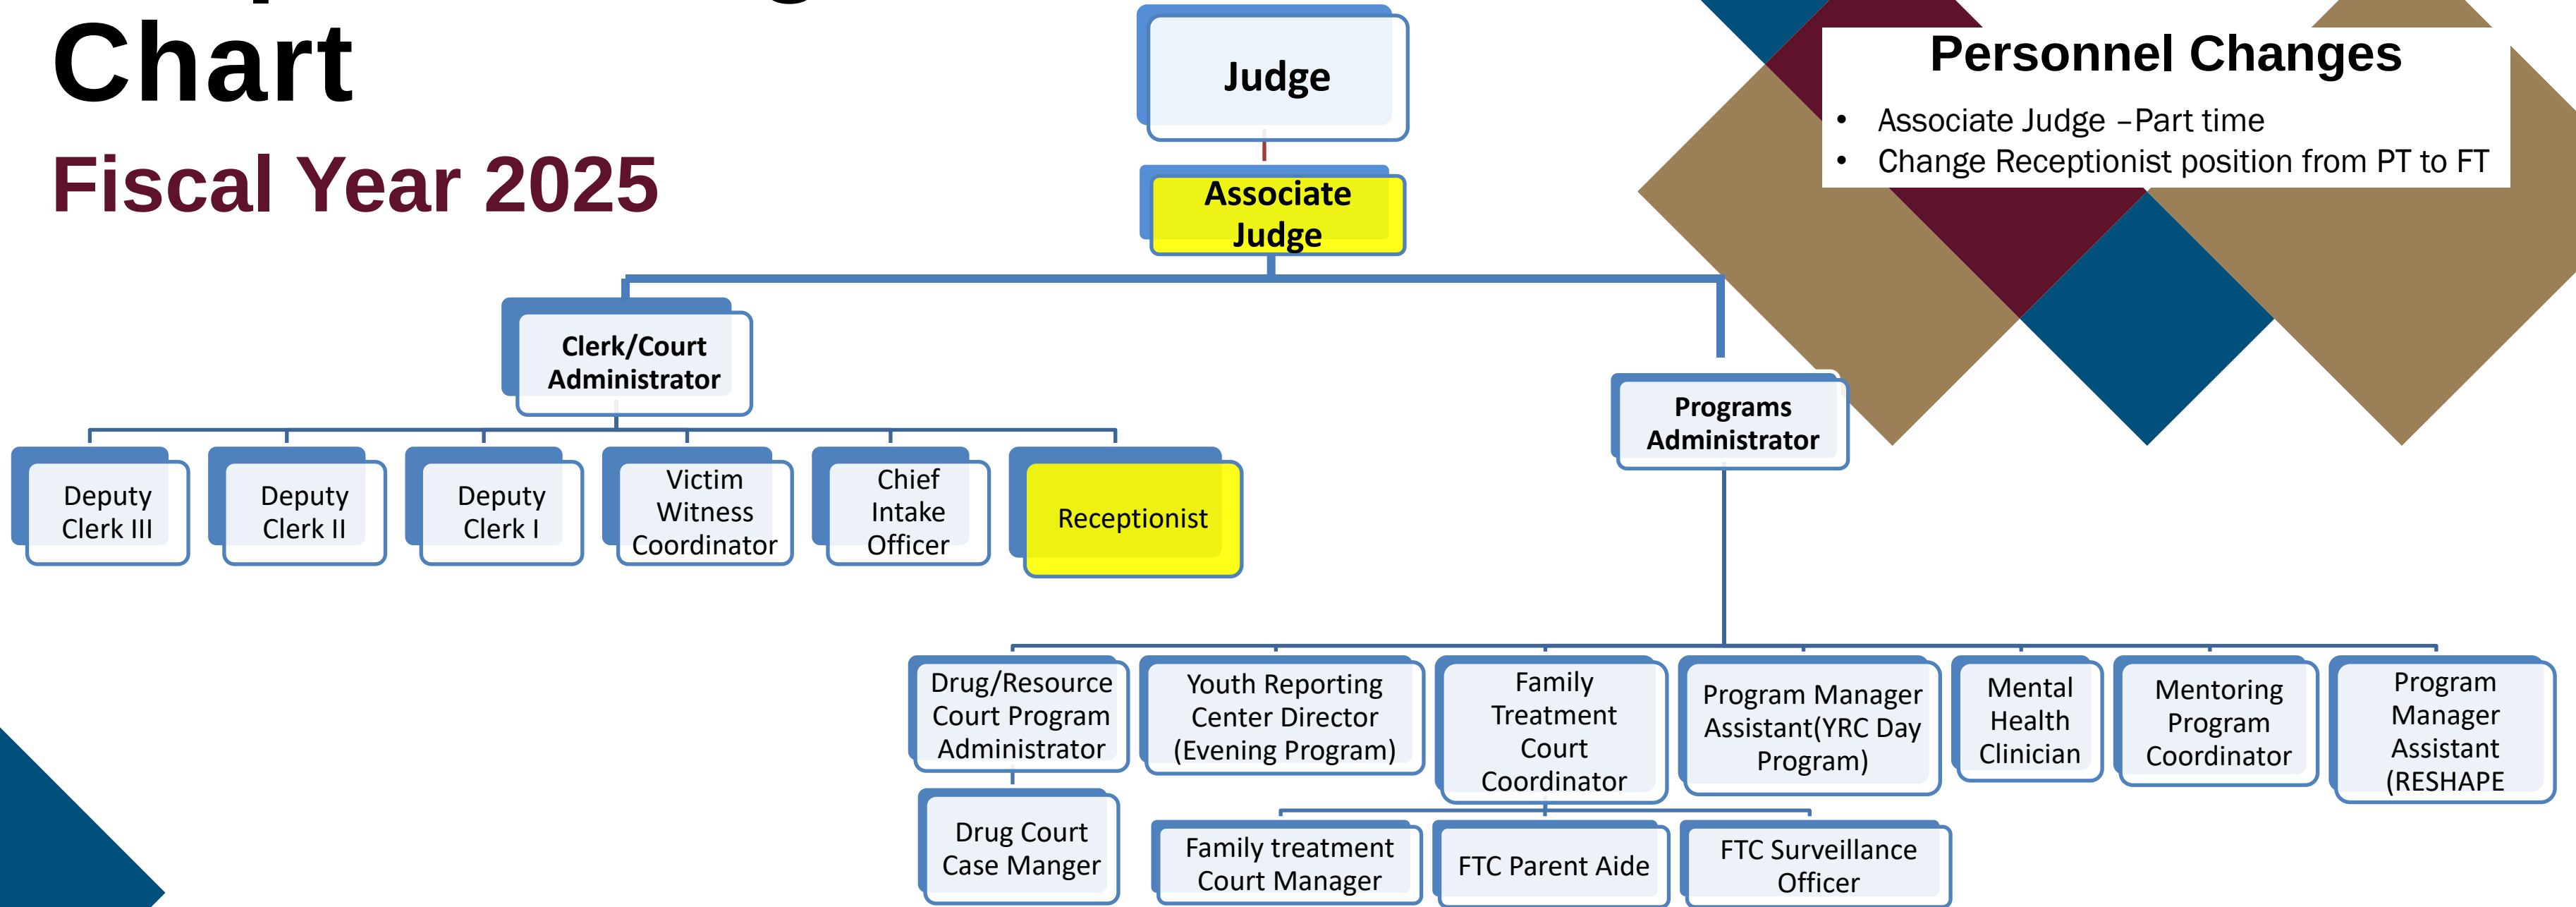 Chart
Fiscal Year 2025
Judge
Associate
Judge
Personnel Changes
• Associate Judge –Part time
• Change Receptionist position from PT to FT
Clerk/Court
Administrator
Programs
Administrator
Deputy
Clerk III
Deputy
Clerk II
Deputy
Clerk I
Victim
Witness
Coordinator
Chief
Intake
Officer
Receptionist
Drug/Resource
Court Program
Administrator
Youth Reporting
Center Director
(Evening Program)
Family
Treatment
Court
Coordinator
Program Manager
Assistant(YRC Day
Program)
Mental
Health
Clinician
Mentoring
Program
Coordinator
Program
Manager
Assistant
(RESHAPE
Drug Court
Case Manger
Family treatment
Court Manager
FTC Parent Aide
FTC Surveillance
Officer